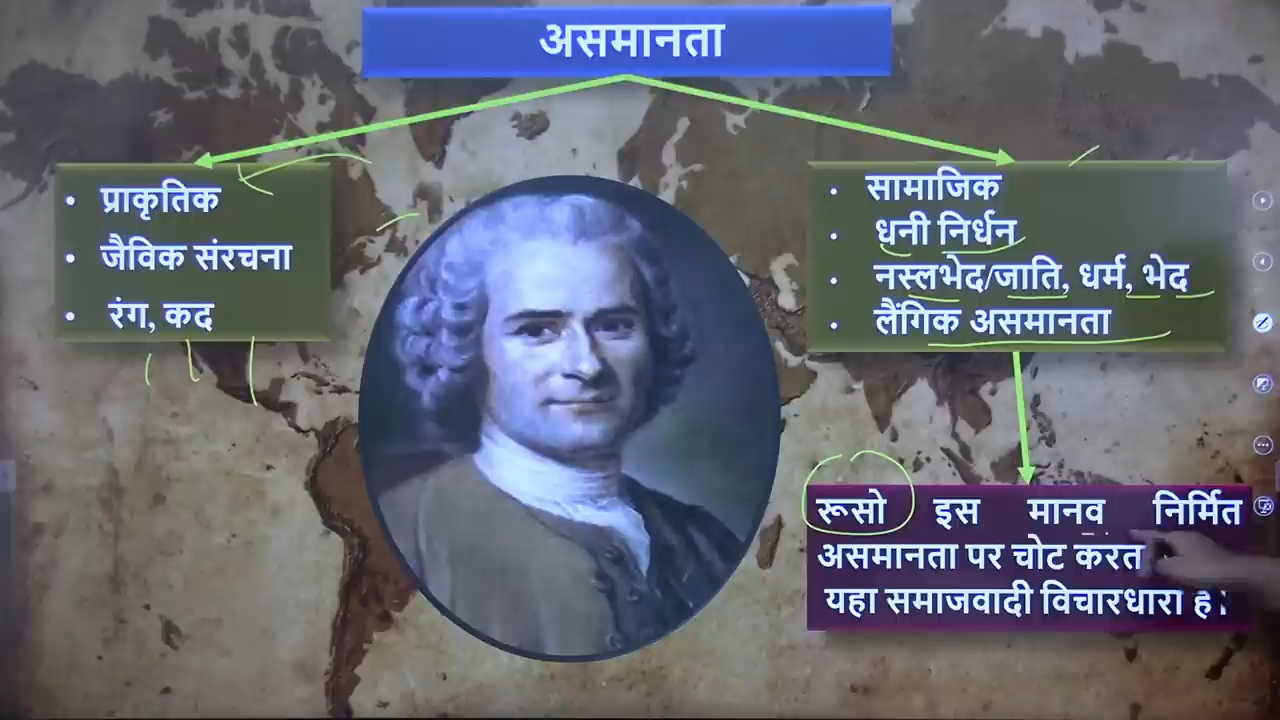 असमानता
• प्राकृतिक
• जैविक संरचना
• रंग, कद
• सामाजिक
• धनी निर्धन
• नस्लभेद/जाति, धर्म, भेद
• लैंगिक असमानता
रूसो इस मानव निर्मित
असमानता पर चोट करत
यहा समाजवादी विचारधारा है।